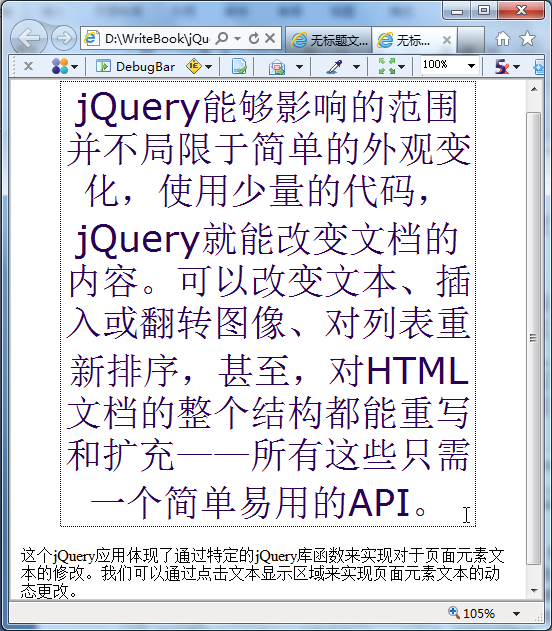 D:\WriteBook\jQu
无标题文...
无标...
DebugBar
100%
jQuery能够影响的范围
并不局限于简单的外观变
化，使用少量的代码，
jQuery就能改变文档的
内容。可以改变文本、插
入或翻转图像、对列表重
新排序，甚至，对HTML
文档的整个结构都能重写
和扩充——所有这些只需
一个简单易用的API。
这个jQuery应用体现了通过特定的jQuery库函数来实现对于页面元素文
本的修改。我们可以通过点击文本显示区域来实现页面元素文本的动
态更改。
105%